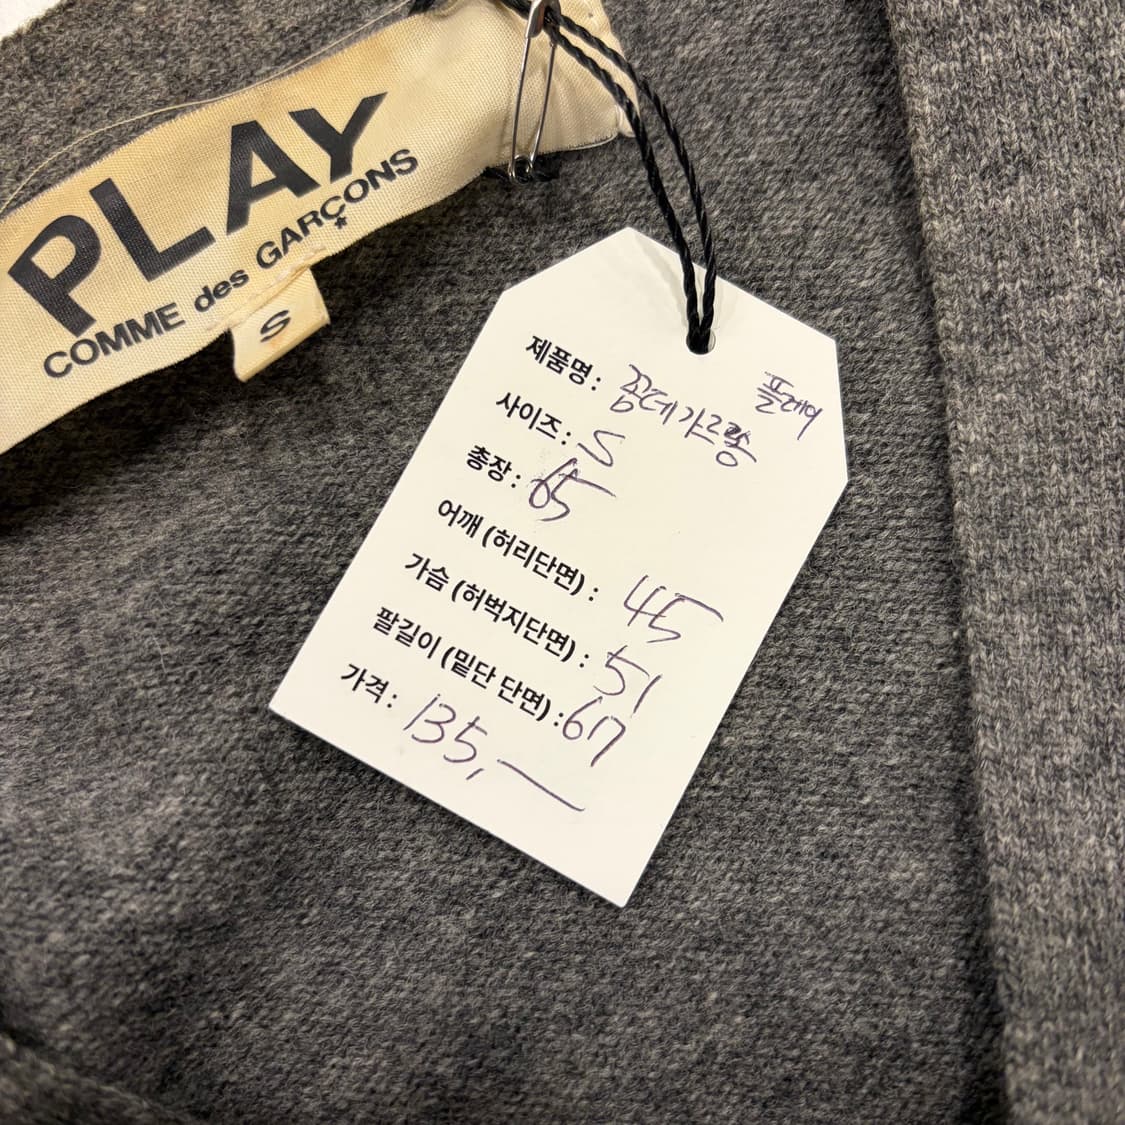 PLAY
COMME des GARÇONS
*
S
플레이
제품명: 꼼데가르송
사이즈: S
총장: 65
어깨 (허리단면) : 45
가슴 (허벅지단면) : 51
팔길이 (밑단 단면) : 67
가격: 135,—